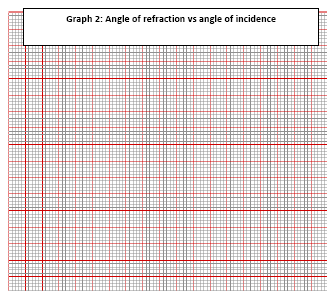 Graph 2: Angle of refraction vs angle of incidence